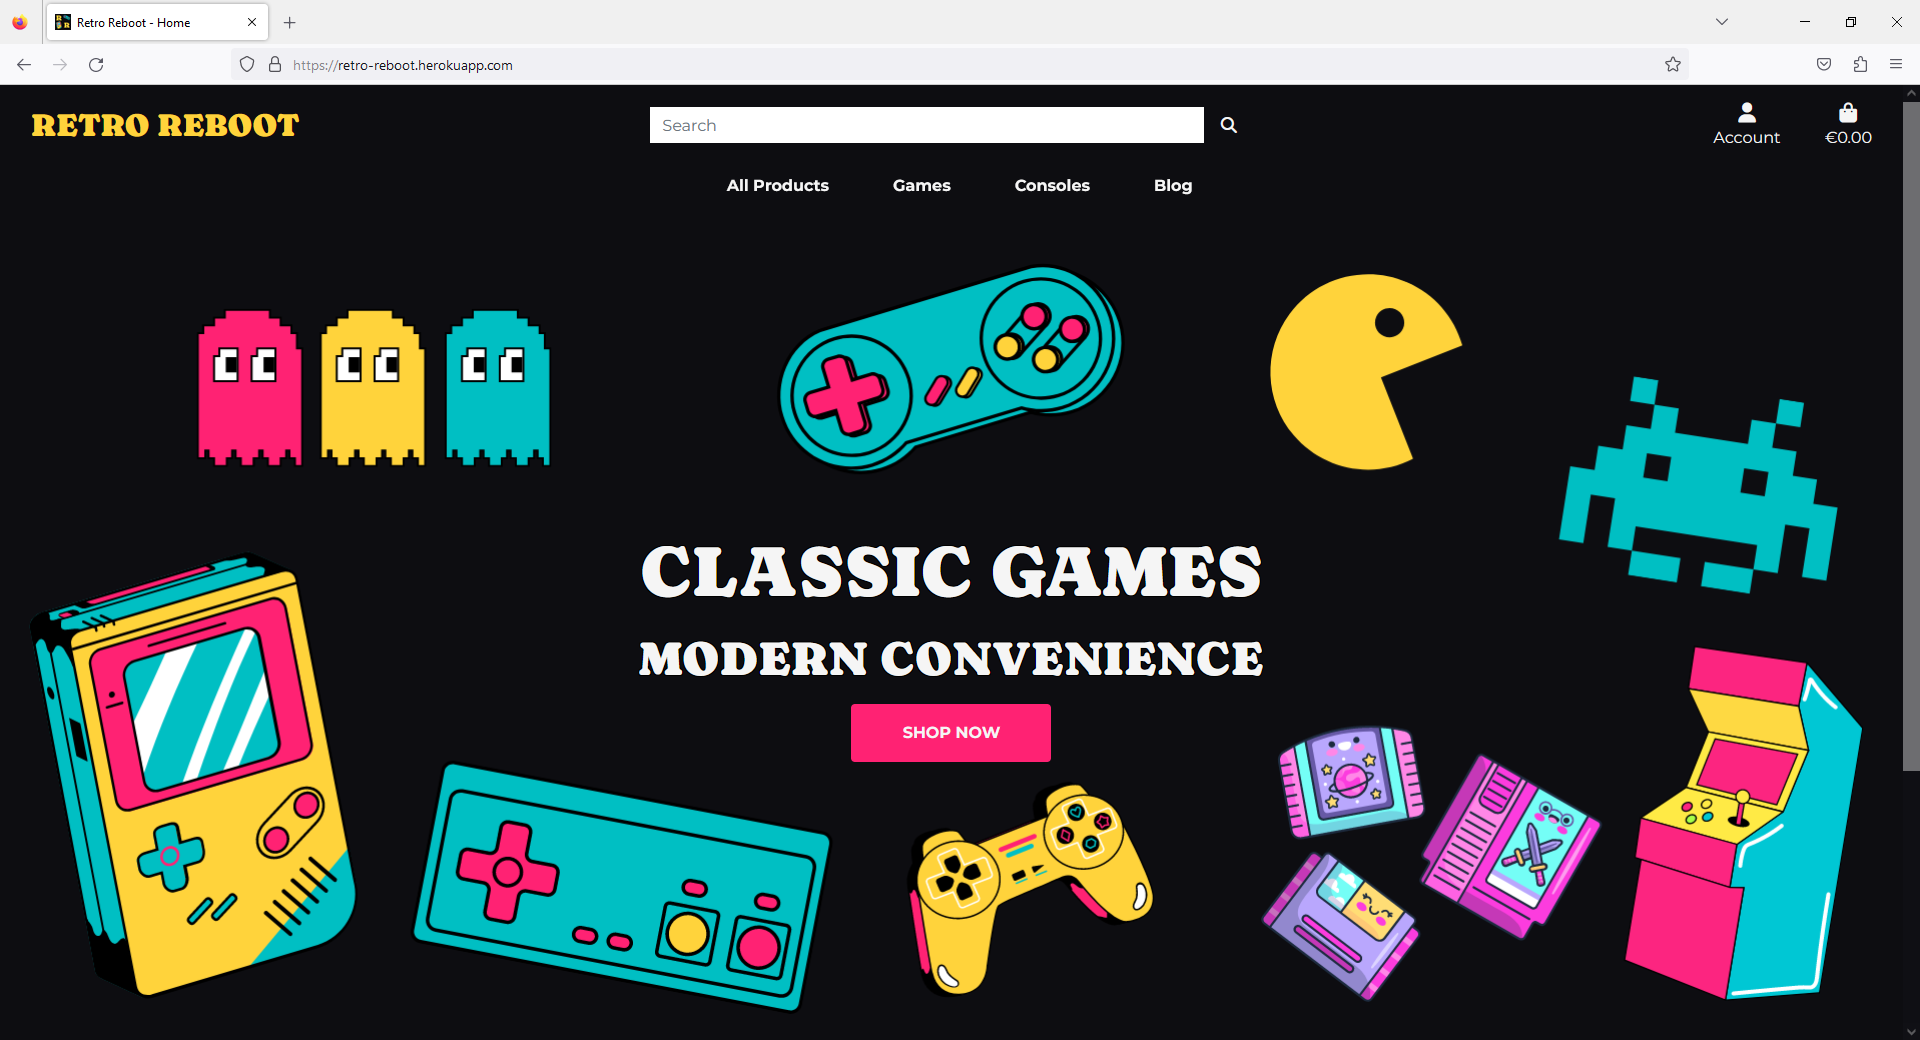 Retro Reboot - Home
https://retro-reboot.herokuapp.com
RETRO REBOOT
Search
Account
€0.00
All Products
Games
Consoles
Blog
CLASSIC GAMES
MODERN CONVENIENCE
SHOP NOW